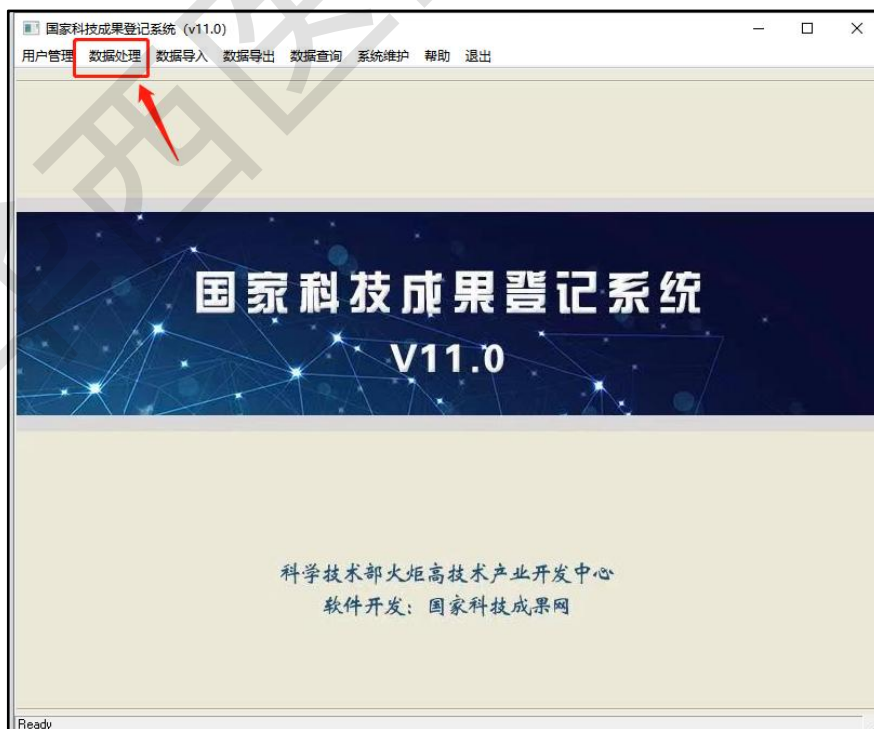 国家科技成果登记系统 (v11.0)
用户管理 数据处理 数据导入 数据导出 数据查询 系统维护 帮助 退出
国家科技成果登记系统
V11.0
科学技术部火炬高技术产业开发中心
软件开发：国家科技成果网
Ready
西医